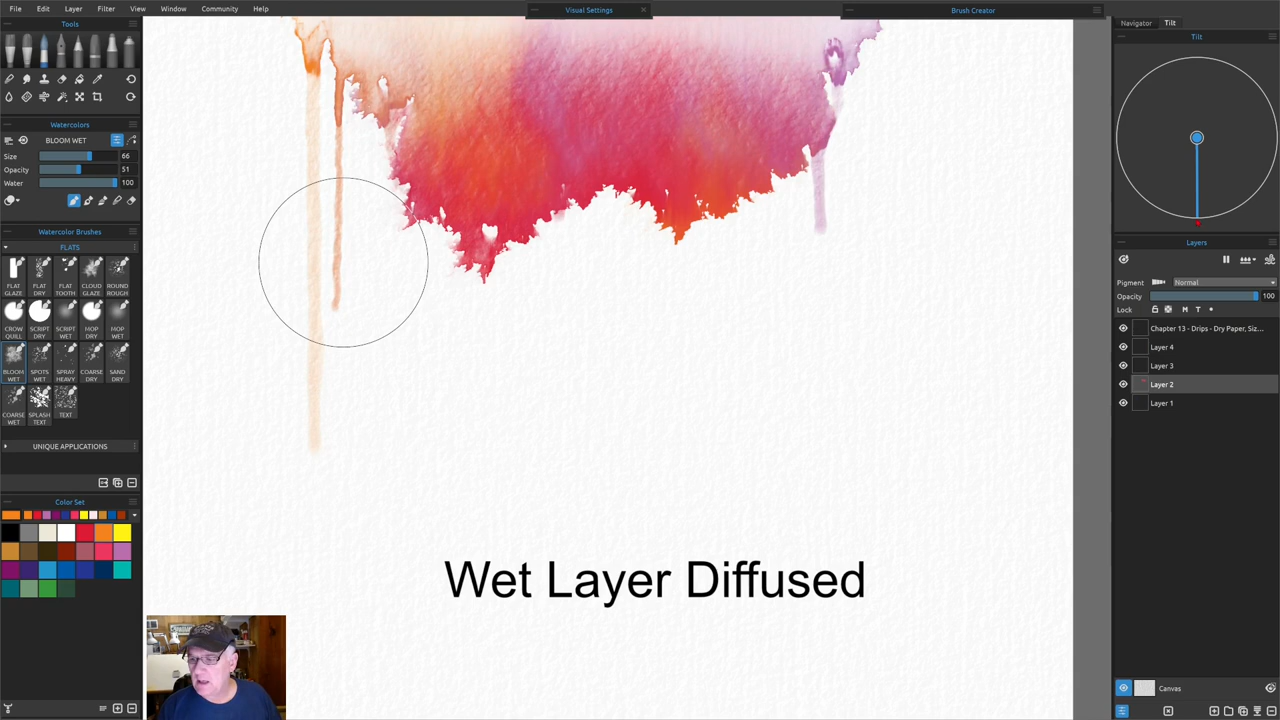 File Edit Layer Filter View Window Community Help
Visual Settings
Brush Creator
Navigator Tilt
Tools
Tilt
Watercolors
BLOOM WET
Size 66
Opacity 51
Water 100
Watercolor Brushes
FLATS
FLAT GLAZE
FLAT DRY
FLAT TOOTH
CLOUD GLAZE
ROUND ROUGH
CROW QUILL
SCRIPT DRY
SCRIPT WET
MOP DRY
MOP WET
BLOOM WET
SPOTS WET
SPRAY HEAVY
COARSE DRY
SAND DRY
COARSE WET
SPLASH TEXT
TEXT
UNIQUE APPLICATIONS
Color Set
Wet Layer Diffused
Layers
Pigment Normal
Opacity 100
Lock M T
Chapter 13 - Drips - Dry Paper, Siz...
Layer 4
Layer 3
Layer 2
Layer 1
Canvas